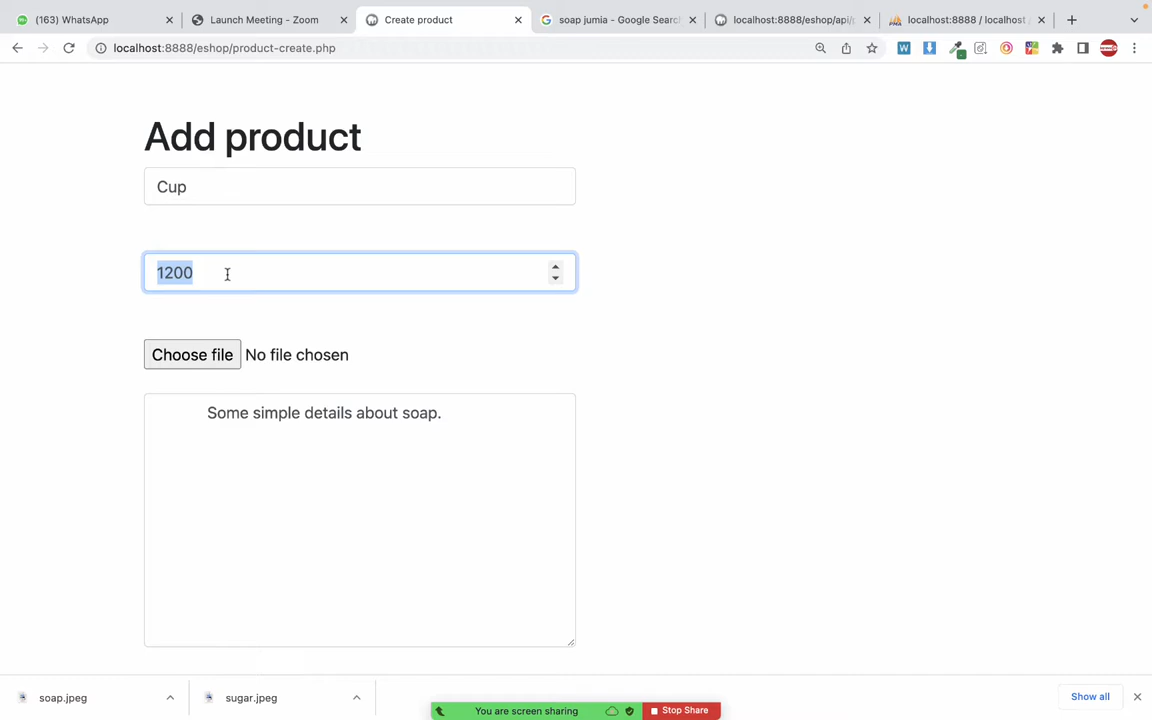 (163) WhatsApp
Launch Meeting - Zoom
Create product
soap jumia - Google Searc
localhost:8888/eshop/api/
localhost:8888 / localhost
localhost:8888/eshop/product-create.php
Add product
Cup
1200
Choose file No file chosen
Some simple details about soap.
soap.jpeg
sugar.jpeg
Show all
You are screen sharing
Stop Share